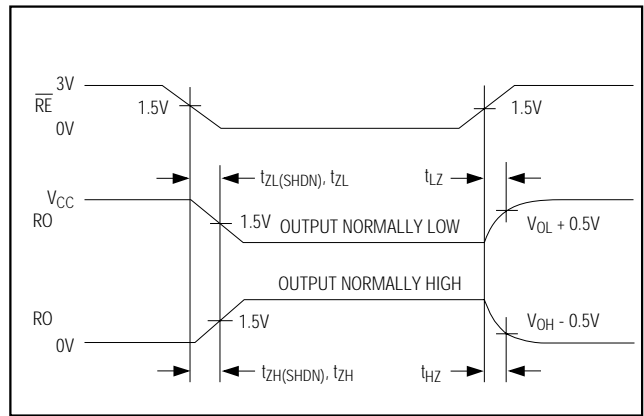 3V
RE
1.5V
1.5V
0V
tZL(SHDN), tZL
tLZ
VCC
RO
1.5V
OUTPUT NORMALLY LOW
VOL + 0.5V
OUTPUT NORMALLY HIGH
RO
1.5V
VOH - 0.5V
0V
tZH(SHDN), tZH
tHZ